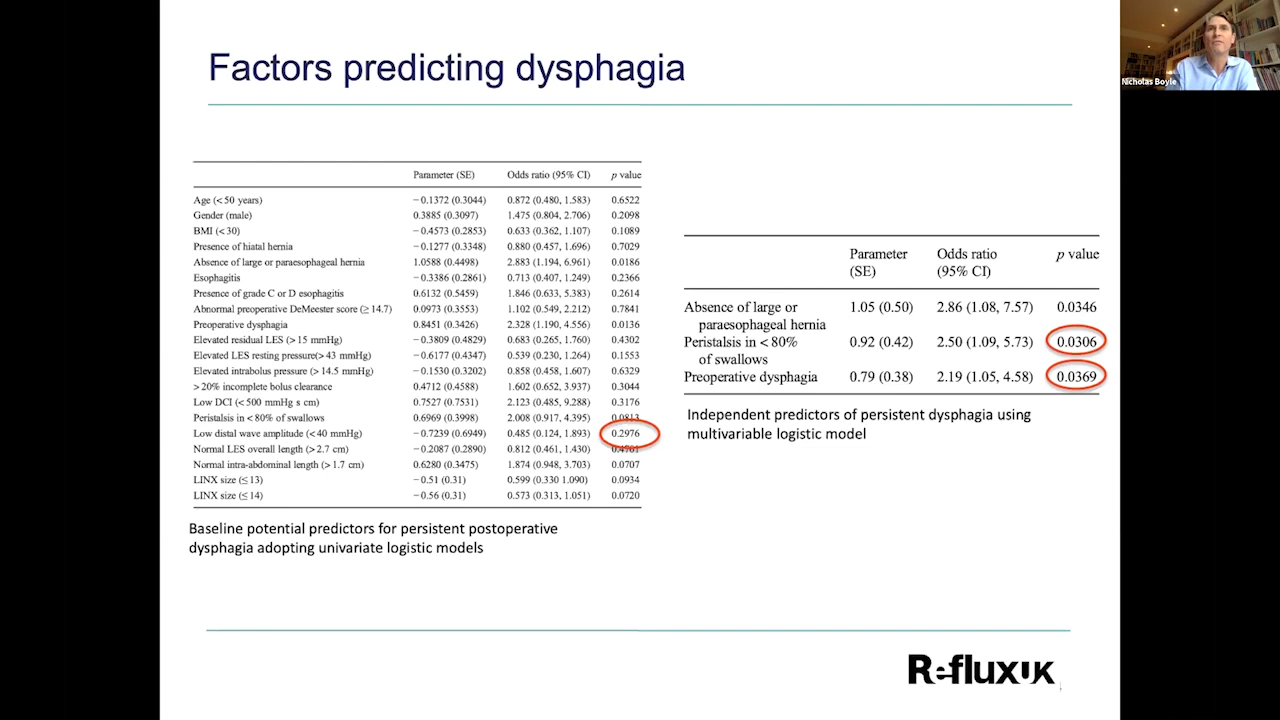 Factors predicting dysphagia
Nicholas Boyle
Parameter (SE) Odds ratio (95% CI) p value
Age (< 50 years) −0.1372 (0.3044) 0.872 (0.480, 1.583) 0.6522
Gender (male) 0.3885 (0.3097) 1.475 (0.804, 2.706) 0.2098
BMI (< 30) −0.4573 (0.2853) 0.633 (0.362, 1.107) 0.1089
Presence of hiatal hernia −0.1277 (0.3348) 0.880 (0.457, 1.696) 0.7029
Absence of large or paraesophageal hernia 1.0588 (0.4498) 2.883 (1.194, 6.961) 0.0186
Esophagitis −0.3386 (0.2861) 0.713 (0.407, 1.249) 0.2366
Presence of grade C or D esophagitis 0.6132 (0.5459) 1.846 (0.633, 5.383) 0.2614
Abnormal preoperative DeMeester score (≥ 14.7) 0.0973 (0.3553) 1.102 (0.549, 2.212) 0.7841
Preoperative dysphagia 0.8451 (0.3426) 2.328 (1.190, 4.556) 0.0136
Elevated residual LES (> 15 mmHg) −0.3809 (0.4829) 0.683 (0.265, 1.760) 0.4302
Elevated LES resting pressure(> 43 mmHg) −0.6177 (0.4347) 0.539 (0.230, 1.264) 0.1553
Elevated intrabolus pressure (> 14.5 mmHg) −0.1530 (0.3202) 0.858 (0.458, 1.607) 0.6329
> 20% incomplete bolus clearance 0.4712 (0.4588) 1.602 (0.652, 3.937) 0.3044
Low DCI (< 500 mmHg s cm) 0.7527 (0.7531) 2.123 (0.485, 9.288) 0.3176
Peristalsis in < 80% of swallows 0.6969 (0.3998) 2.008 (0.917, 4.395) 0.0813
Low distal wave amplitude (< 40 mmHg) −0.7239 (0.6949) 0.485 (0.124, 1.893) 0.2976
Normal LES overall length (> 2.7 cm) −0.2087 (0.2890) 0.812 (0.461, 1.430) 0.4701
Normal intra-abdominal length (> 1.7 cm) 0.6280 (0.3475) 1.874 (0.948, 3.703) 0.0707
LINX size (≤ 13) −0.51 (0.31) 0.599 (0.330 1.090) 0.0934
LINX size (≤ 14) −0.56 (0.31) 0.573 (0.313, 1.051) 0.0720
Baseline potential predictors for persistent postoperative
dysphagia adopting univariate logistic models
Parameter Odds ratio p value
(SE) (95% CI)
Absence of large or 1.05 (0.50) 2.86 (1.08, 7.57) 0.0346
paraesophageal hernia
Peristalsis in < 80% 0.92 (0.42) 2.50 (1.09, 5.73) 0.0306
of swallows
Preoperative dysphagia 0.79 (0.38) 2.19 (1.05, 4.58) 0.0369
Independent predictors of persistent dysphagia using
multivariable logistic model
RefluxUK